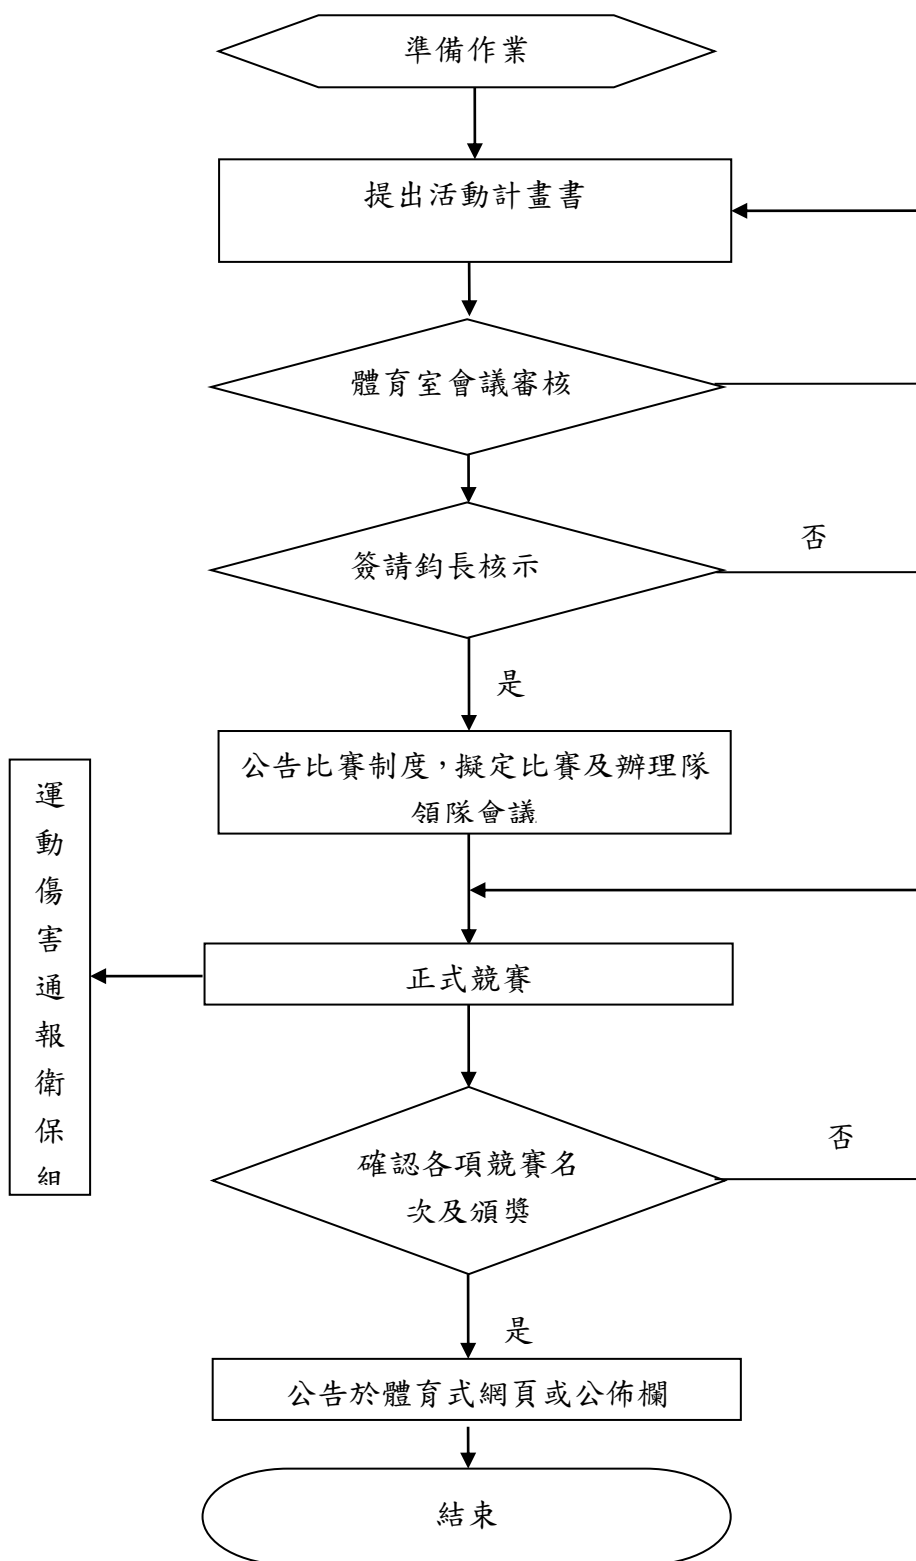 準備作業
提出活動計畫書
體育室會議審核
簽請鈞長核示
否
是
公告比賽制度，擬定比賽及辦理隊
領隊會議
運動傷害通報衛保組
正式競賽
確認各項競賽名
次及頒獎
否
是
公告於體育式網頁或公佈欄
結束